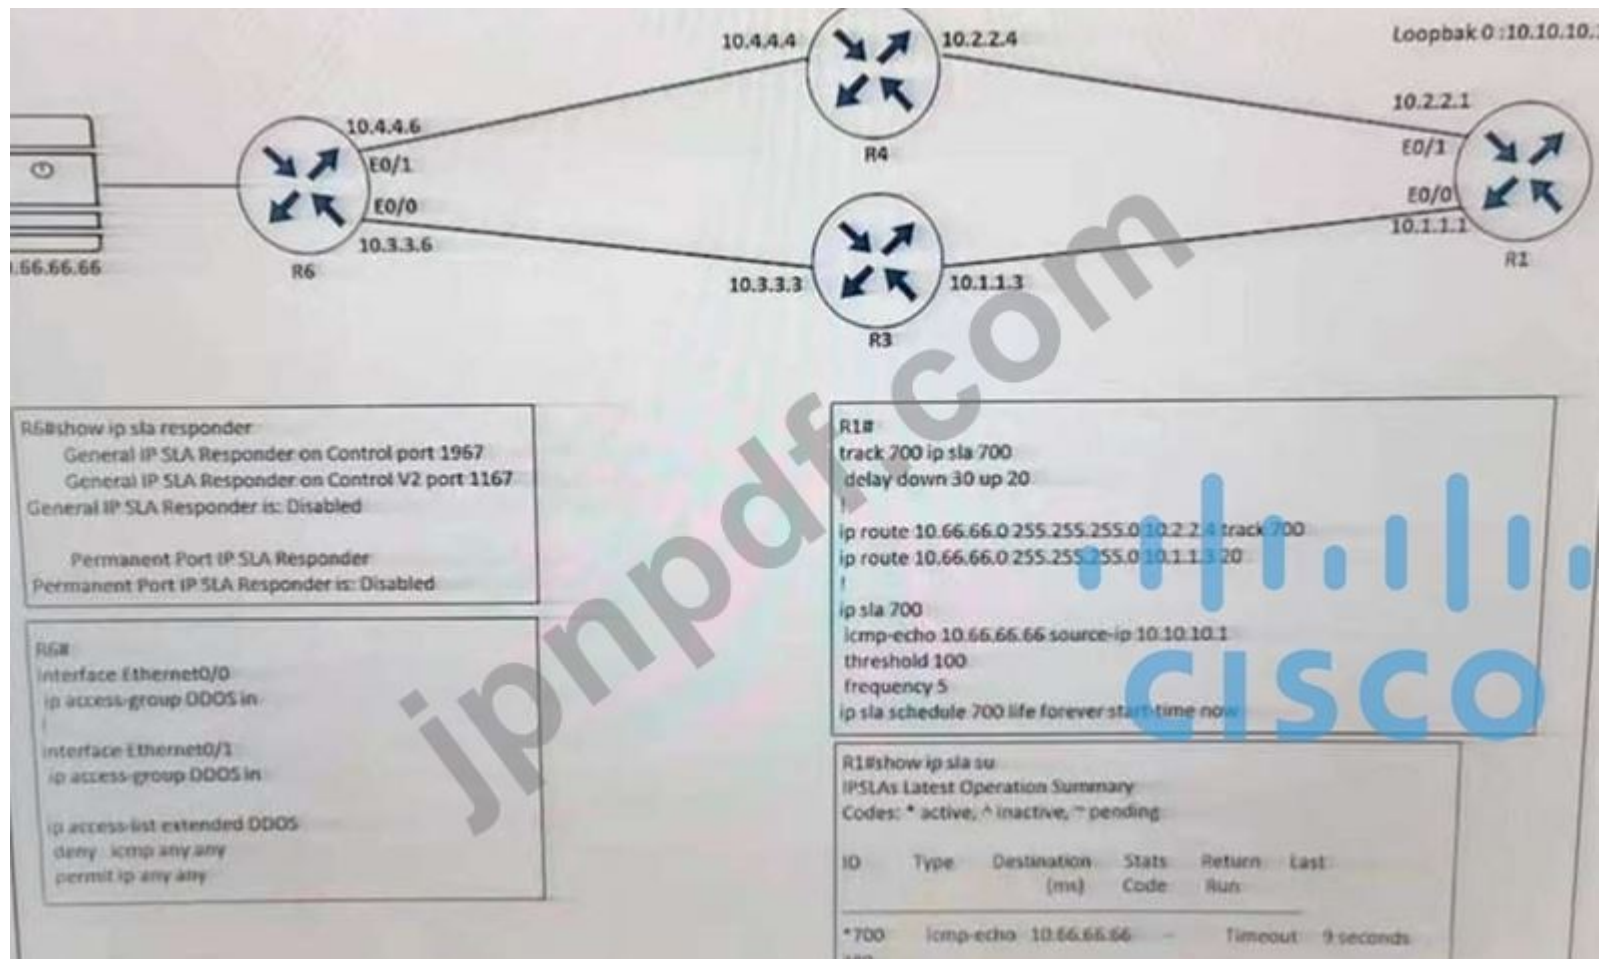 10.4.4.4
10.2.2.4
Loopbak 0 :10.10.10.
10.2.2.1
10.4.4.6
E0/1
R4
E0/1
E0/0
E0/0
10.3.3.6
10.1.1.1
.66.66.66
R6
R1
10.3.3.3
10.1.1.3
R3
R6#show ip sla responder
General IP SLA Responder on Control port 1967
General IP SLA Responder on Control V2 port 1167
General IP SLA Responder is: Disabled
Permanent Port IP SLA Responder
Permanent Port IP SLA Responder is: Disabled
R6#
interface Ethernet0/0
ip access-group DDOS in
!
interface Ethernet0/1
ip access-group DDOS in
ip access-list extended DDOS
deny icmp any any
permit ip any any
R1#
track 700 ip sla 700
delay down 30 up 20
!
ip route 10.66.66.0 255.255.255.0 10.2.2.4 track 700
ip route 10.66.66.0 255.255.255.0 10.1.1.3 20
!
ip sla 700
icmp-echo 10.66.66.66 source-ip 10.10.10.1
threshold 100
frequency 5
ip sla schedule 700 life forever start-time now
R1#show ip sla su
IPSLAs Latest Operation Summary
Codes: * active, ^ inactive, ~ pending
ID Type Destination Stats Return Last
(ms) Code Run
*700 icmp-echo 10.66.66.66 - Timeout 9 seconds
jpnpdf.com
CISCO